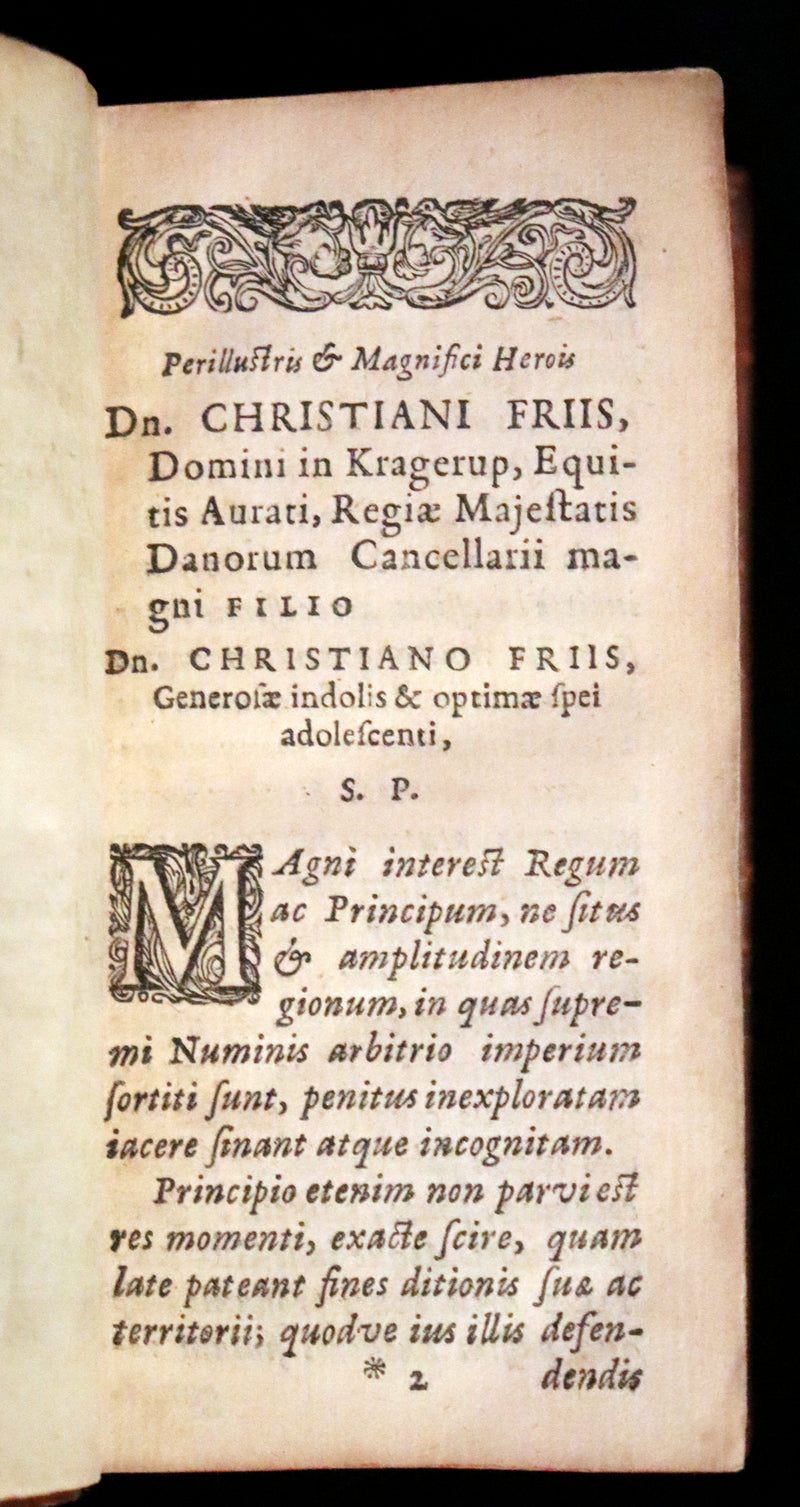 Perillustris & Magnifici Herois
Dn. CHRISTIANI FRIIS,
Domini in Kragerup, Equi-
tis Aurati, Regiæ Majeſtatis
Danorum Cancellarii ma-
gni FILIO
Dn. CHRISTIANO FRIIS,
Generoſæ indolis & optimæ ſpei
adoleſcenti,
S. P.
MAgni interest Regum
ac Principum, ne ſitus
& amplitudinem re-
gionum, in quas ſupre-
mi Numinis arbitrio imperium
ſortiti ſunt, penitus inexploratam
iacere ſinant atque incognitam.
Principio etenim non parvi est
res momenti, exacte ſcire, quam
late pateant fines ditionis ſuæ ac
territorii; quodve ius illis defen-
* 2 dendis